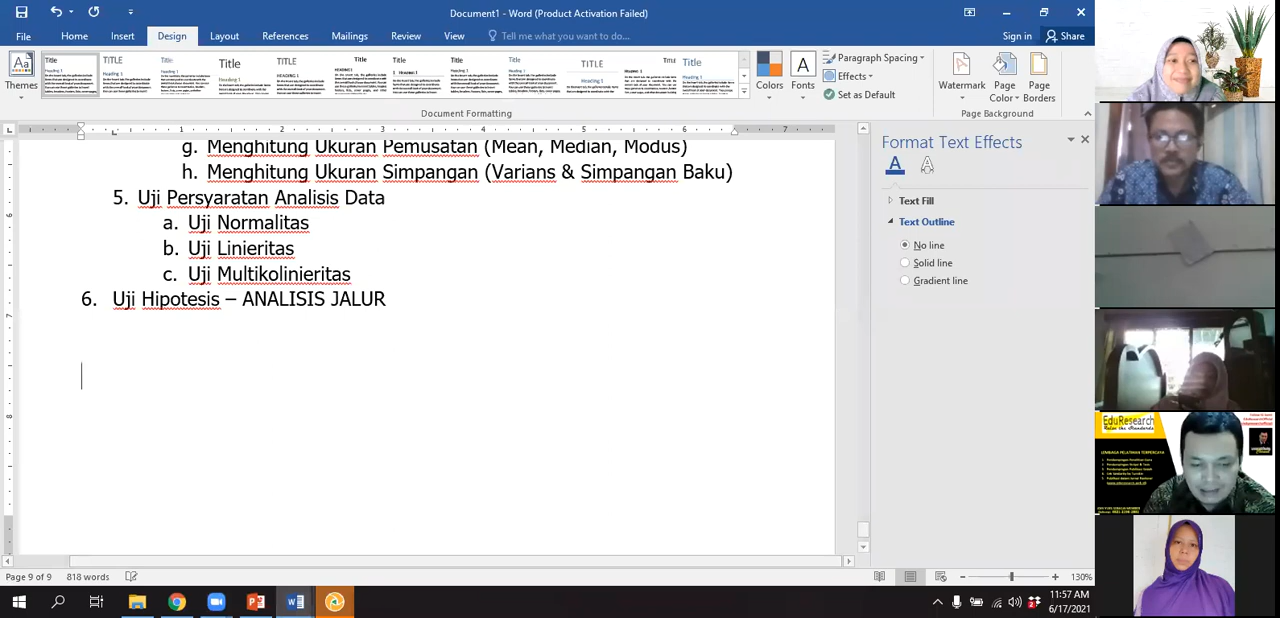 Document1 - Word (Product Activation Failed)
File Home Insert Design Layout References Mailings Review View Tell me what you want to do... Sign in Share
Themes
Colors
Fonts
Paragraph Spacing
Effects
Set as Default
Watermark
Page Color
Page Borders
Document Formatting
Page Background
g. Menghitung Ukuran Pemusatan (Mean, Median, Modus)
h. Menghitung Ukuran Simpangan (Varians & Simpangan Baku)
5. Uji Persyaratan Analisis Data
a. Uji Normalitas
b. Uji Linieritas
c. Uji Multikolinieritas
6. Uji Hipotesis – ANALISIS JALUR
Format Text Effects
Text Fill
Text Outline
No line
Solid line
Gradient line
EduResearch
LEMBAGA PELATIHAN TERPERCAYA
Page 9 of 9 818 words
130%
11:57 AM
6/17/2021